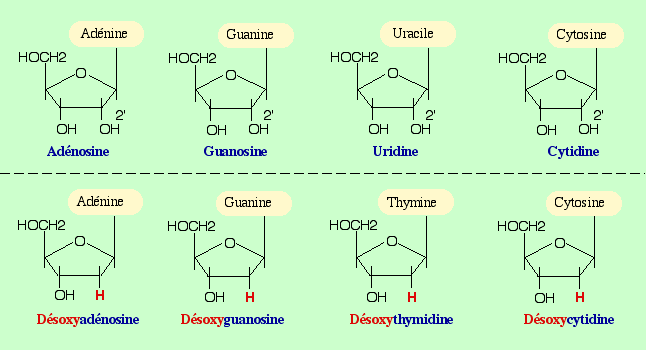 Adénine Guanine Uracile Cytosine
HOCH2 HOCH2 HOCH2 HOCH2
O O O O
2' 2' 2' 2'
OH OH OH OH OH OH OH OH
Adénosine Guanosine Uridine Cytidine
Adénine Guanine Thymine Cytosine
HOCH2 HOCH2 HOCH2 HOCH2
O O O O
OH H OH H OH H OH H
Désoxyadénosine Désoxyguanosine Désoxythymidine Désoxycytidine